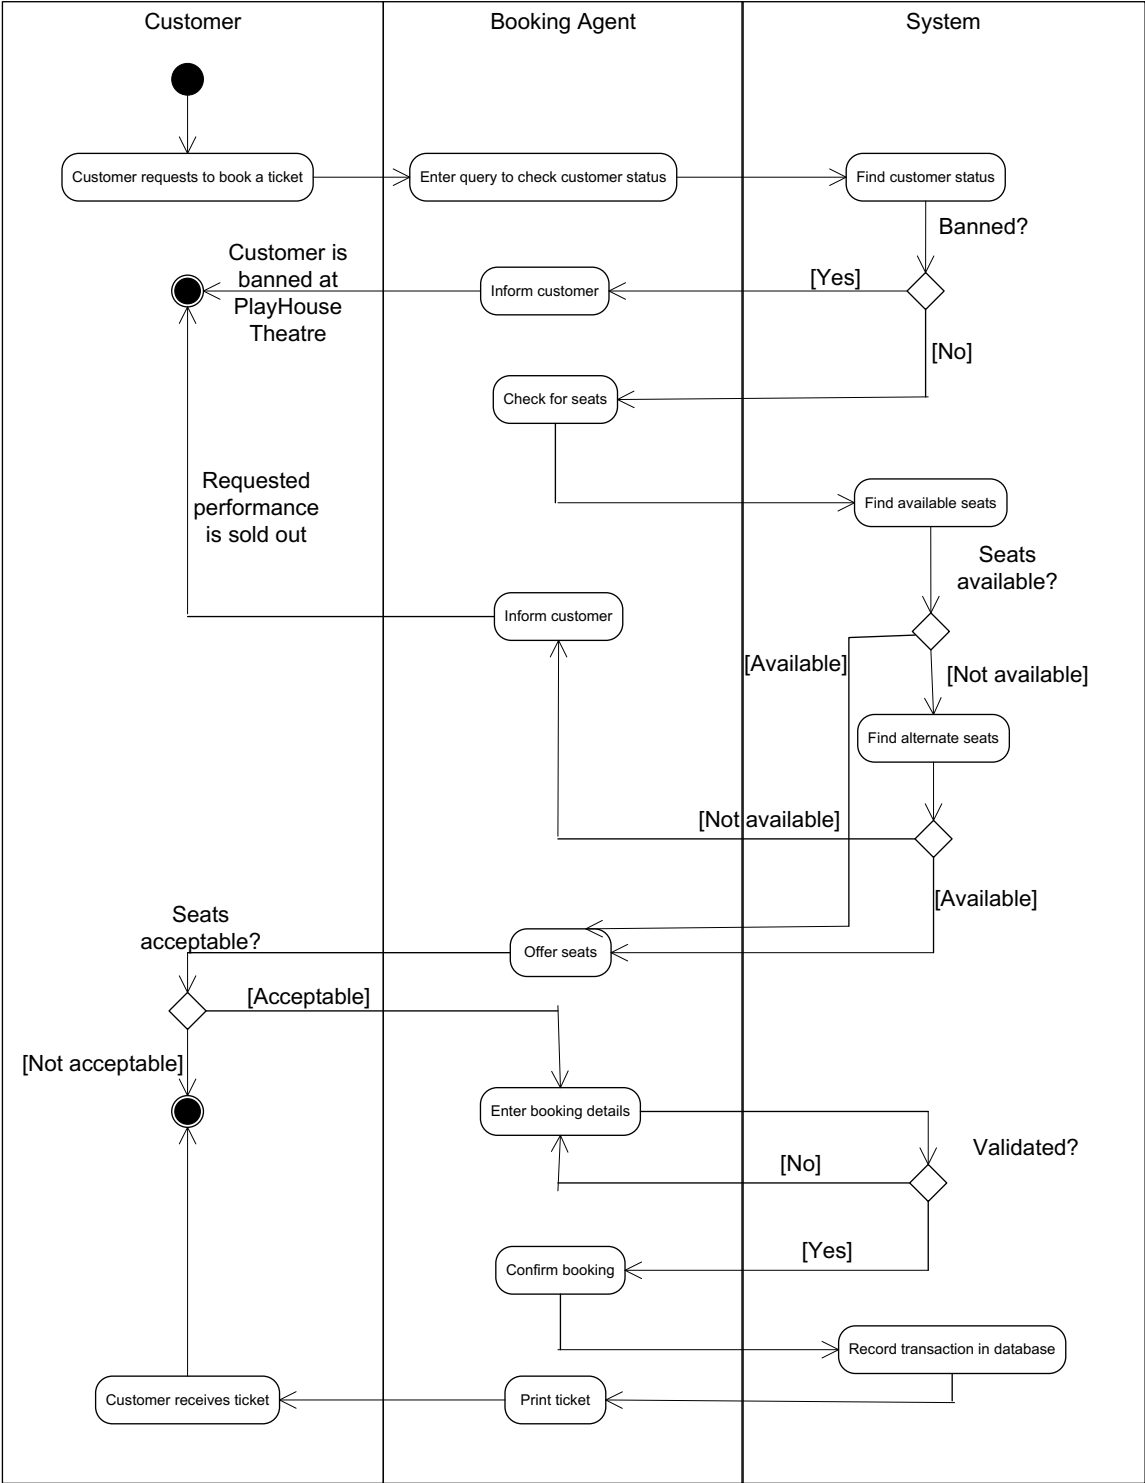 Customer
Booking Agent
System
Customer requests to book a ticket
Enter query to check customer status
Find customer status
Banned?
Customer is
banned at
PlayHouse
Theatre
Inform customer
[Yes]
[No]
Check for seats
Requested
performance
is sold out
Find available seats
Seats
available?
Inform customer
[Available]
[Not available]
Find alternate seats
[Not available]
[Available]
Seats
acceptable?
Offer seats
[Acceptable]
[Not acceptable]
Enter booking details
Validated?
[No]
[Yes]
Confirm booking
Record transaction in database
Customer receives ticket
Print ticket